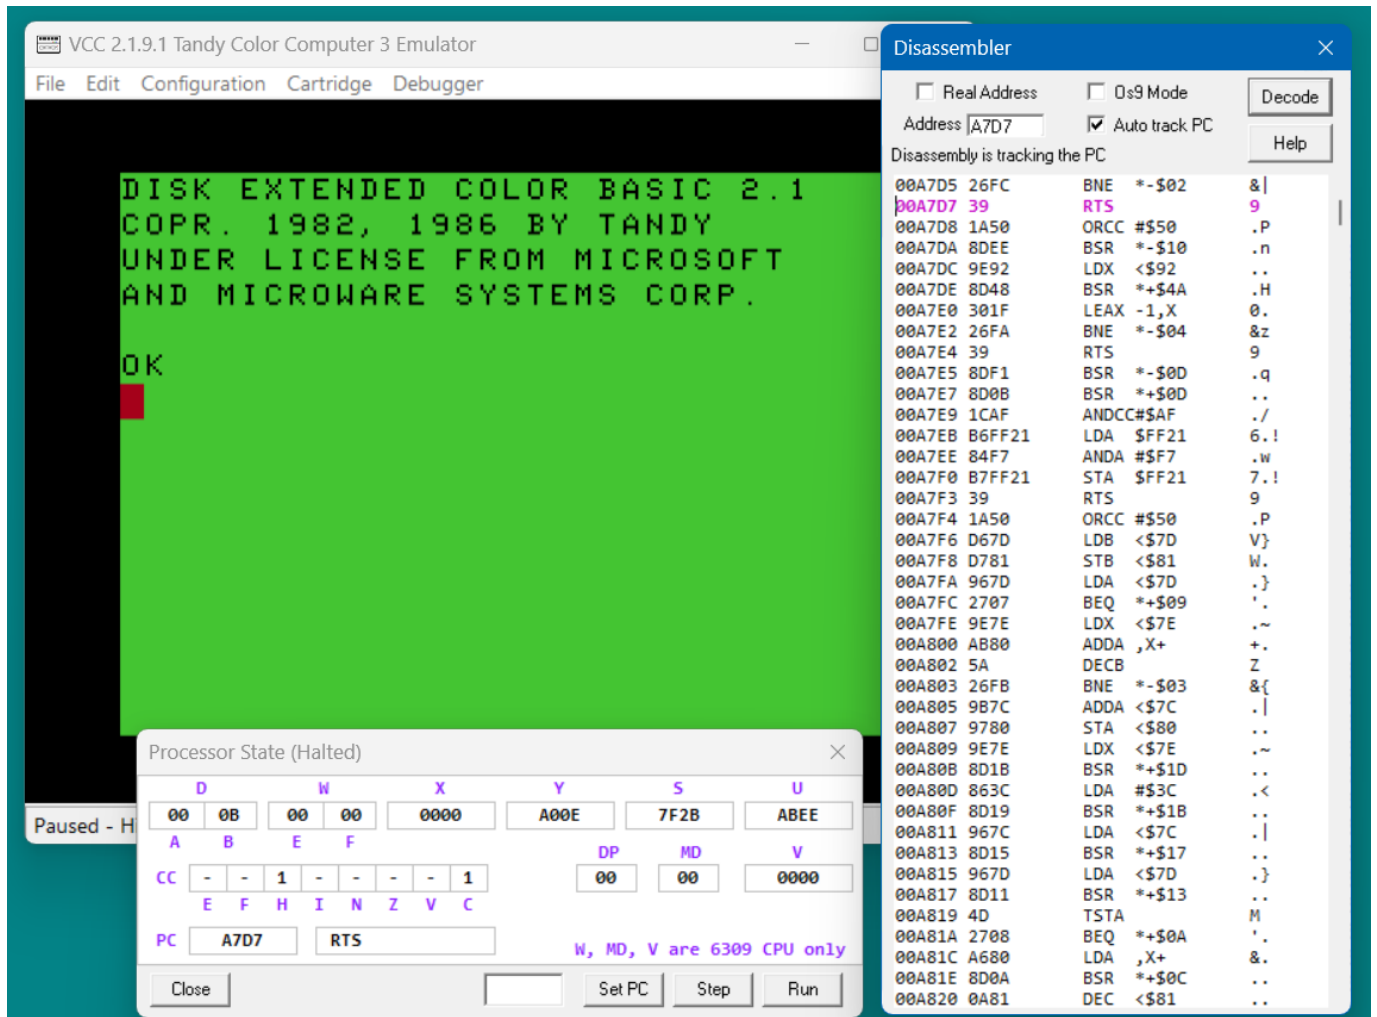 VCC 2.1.9.1 Tandy Color Computer 3 Emulator
File Edit Configuration Cartridge Debugger
DISK EXTENDED COLOR BASIC 2.1
COPR. 1982, 1986 BY TANDY
UNDER LICENSE FROM MICROSOFT
AND MICROWARE SYSTEMS CORP.
OK
Paused - H
Processor State (Halted)
D W X Y S U
00 0B 00 00 0000 A00E 7F2B ABEE
A B E F
DP MD V
CC - - 1 - - - - 1 00 00 0000
E F H I N Z V C
PC A7D7 RTS
W, MD, V are 6309 CPU only
Close Set PC Step Run
Disassembler
Real Address Os9 Mode Decode
Address A7D7 Auto track PC Help
Disassembly is tracking the PC
00A7D5 26FC BNE *-$02 &|
00A7D7 39 RTS 9
00A7D8 1A50 ORCC #$50 .P
00A7DA 8DEE BSR *-$10 .n
00A7DC 9E92 LDX <$92 ..
00A7DE 8D48 BSR *+$4A .H
00A7E0 301F LEAX -1,X 0.
00A7E2 26FA BNE *-$04 &z
00A7E4 39 RTS 9
00A7E5 8DF1 BSR *-$0D .q
00A7E7 8D0B BSR *+$0D ..
00A7E9 1CAF ANDCC#$AF ./
00A7EB B6FF21 LDA $FF21 6.!
00A7EE 84F7 ANDA #$F7 .w
00A7F0 B7FF21 STA $FF21 7.!
00A7F3 39 RTS 9
00A7F4 1A50 ORCC #$50 .P
00A7F6 D67D LDB <$7D V}
00A7F8 D781 STB <$81 W.
00A7FA 967D LDA <$7D .}
00A7FC 2707 BEQ *+$09 '.
00A7FE 9E7E LDX <$7E .~
00A800 AB80 ADDA ,X+ +.
00A802 5A DECB Z
00A803 26FB BNE *-$03 &{
00A805 9B7C ADDA <$7C .|
00A807 9780 STA <$80 ..
00A809 9E7E LDX <$7E .~
00A80B 8D1B BSR *+$1D ..
00A80D 863C LDA #$3C .<
00A80F 8D19 BSR *+$1B ..
00A811 967C LDA <$7C .|
00A813 8D15 BSR *+$17 ..
00A815 967D LDA <$7D .}
00A817 8D11 BSR *+$13 ..
00A819 4D TSTA M
00A81A 2708 BEQ *+$0A '.
00A81C A680 LDA ,X+ &.
00A81E 8D0A BSR *+$0C ..
00A820 0A81 DEC <$81 ..